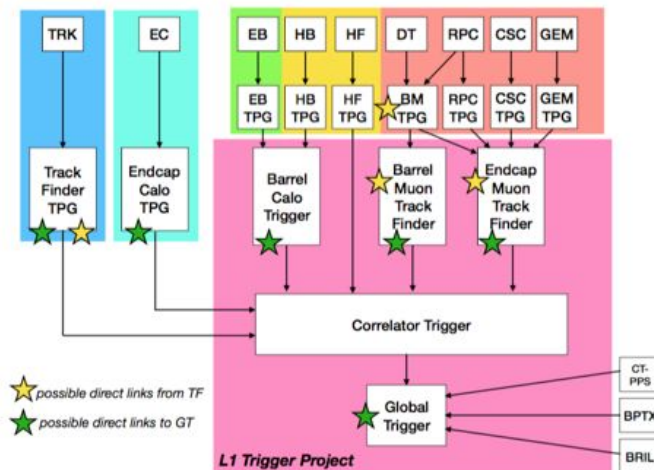 TRK
EC
EB
HB
HF
DT
RPC
CSC
GEM
EB
TPG
HB
TPG
HF
TPG
BM
TPG
RPC
TPG
CSC
TPG
GEM
TPG
Track
Finder
TPG
Endcap
Calo
TPG
Barrel
Calo
Trigger
Barrel
Muon
Track
Finder
Endcap
Muon
Track
Finder
Correlator Trigger
possible direct links from TF
possible direct links to GT
Global
Trigger
CT-
PPS
BPTX
BRIL
L1 Trigger Project